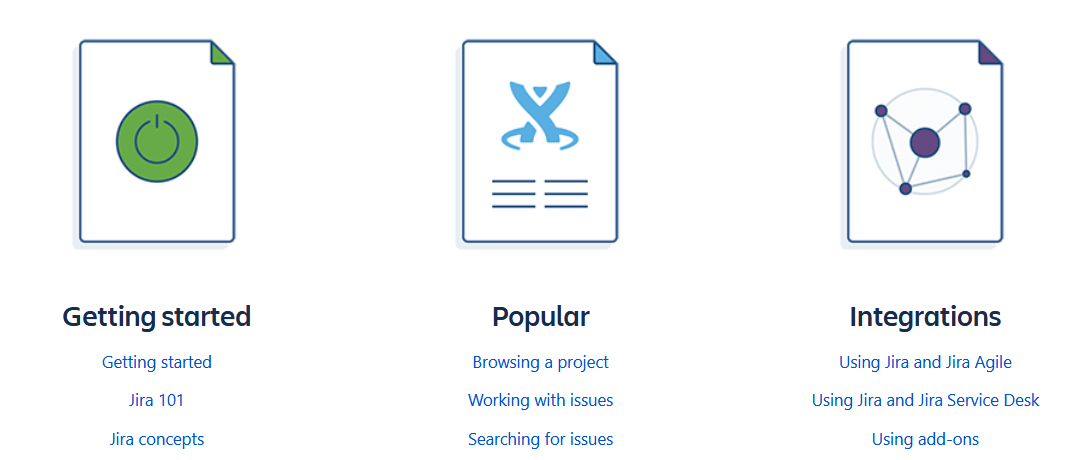 Getting started
Getting started
Jira 101
Jira concepts
Popular
Browsing a project
Working with issues
Searching for issues
Integrations
Using Jira and Jira Agile
Using Jira and Jira Service Desk
Using add-ons